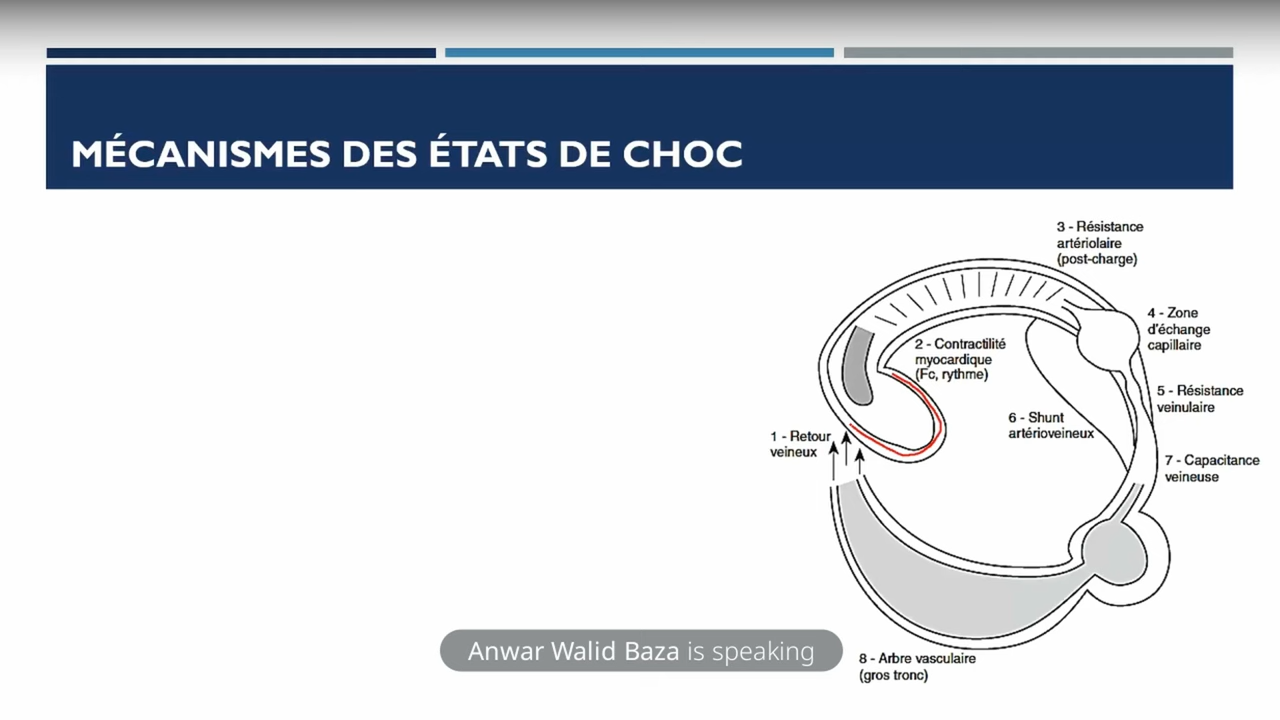 MÉCANISMES DES ÉTATS DE CHOC
3 - Résistance
artériolaire
(post-charge)
4 - Zone
d'échange
capillaire
2 - Contractilité
myocardique
(Fc, rythme)
5 - Résistance
veinulaire
6 - Shunt
artérioveineux
1 - Retour
veineux
7 - Capacitance
veineuse
Anwar Walid Baza is speaking
8 - Arbre vasculaire
(gros tronc)